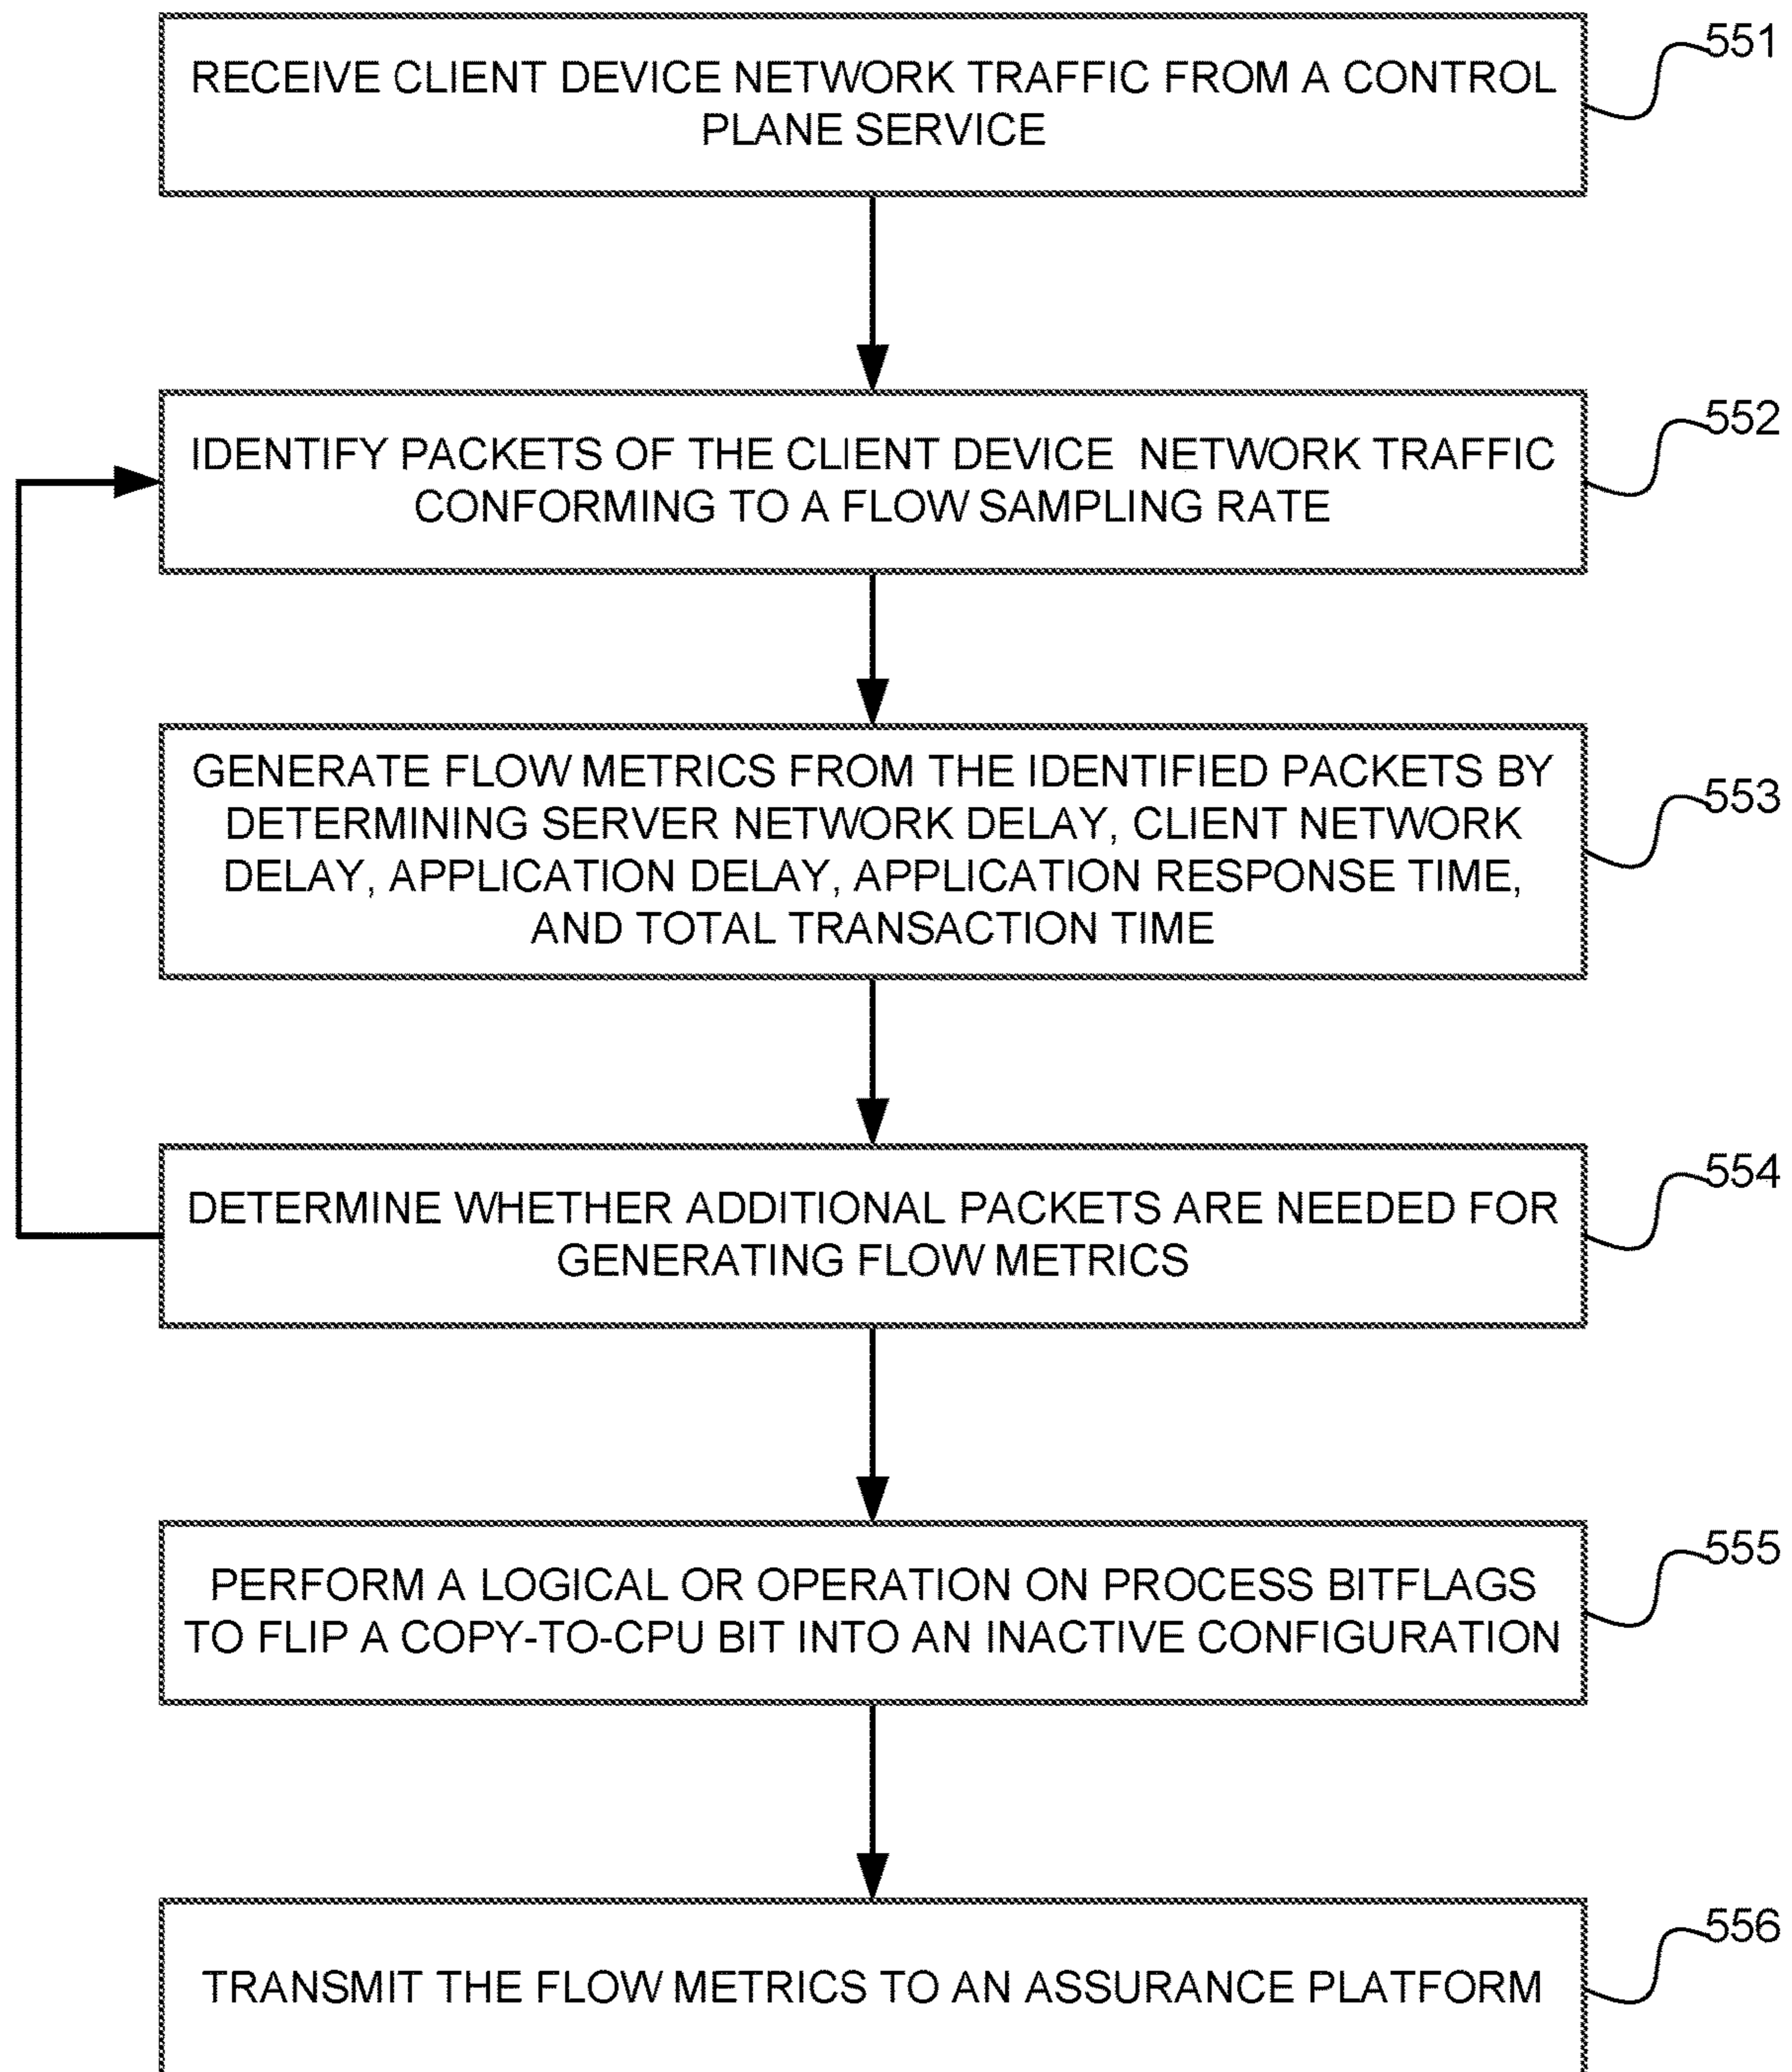 RECEIVE CLIENT DEVICE NETWORK TRAFFIC FROM A CONTROL
PLANE SERVICE
551
IDENTIFY PACKETS OF THE CLIENT DEVICE NETWORK TRAFFIC
CONFORMING TO A FLOW SAMPLING RATE
552
GENERATE FLOW METRICS FROM THE IDENTIFIED PACKETS BY
DETERMINING SERVER NETWORK DELAY, CLIENT NETWORK
DELAY, APPLICATION DELAY, APPLICATION RESPONSE TIME,
AND TOTAL TRANSACTION TIME
553
DETERMINE WHETHER ADDITIONAL PACKETS ARE NEEDED FOR
GENERATING FLOW METRICS
554
PERFORM A LOGICAL OR OPERATION ON PROCESS BITFLAGS
TO FLIP A COPY-TO-CPU BIT INTO AN INACTIVE CONFIGURATION
555
TRANSMIT THE FLOW METRICS TO AN ASSURANCE PLATFORM
556